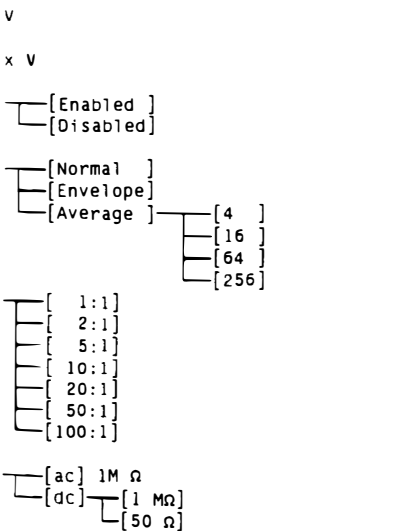 V
x V
[Enabled ]
[Disabled]
[Normal ]
[Envelope]
[Average ] [4 ]
[16 ]
[64 ]
[256]
[ 1:1]
[ 2:1]
[ 5:1]
[ 10:1]
[ 20:1]
[ 50:1]
[100:1]
[ac] 1M Ω
[dc] [1 MΩ]
[50 Ω]